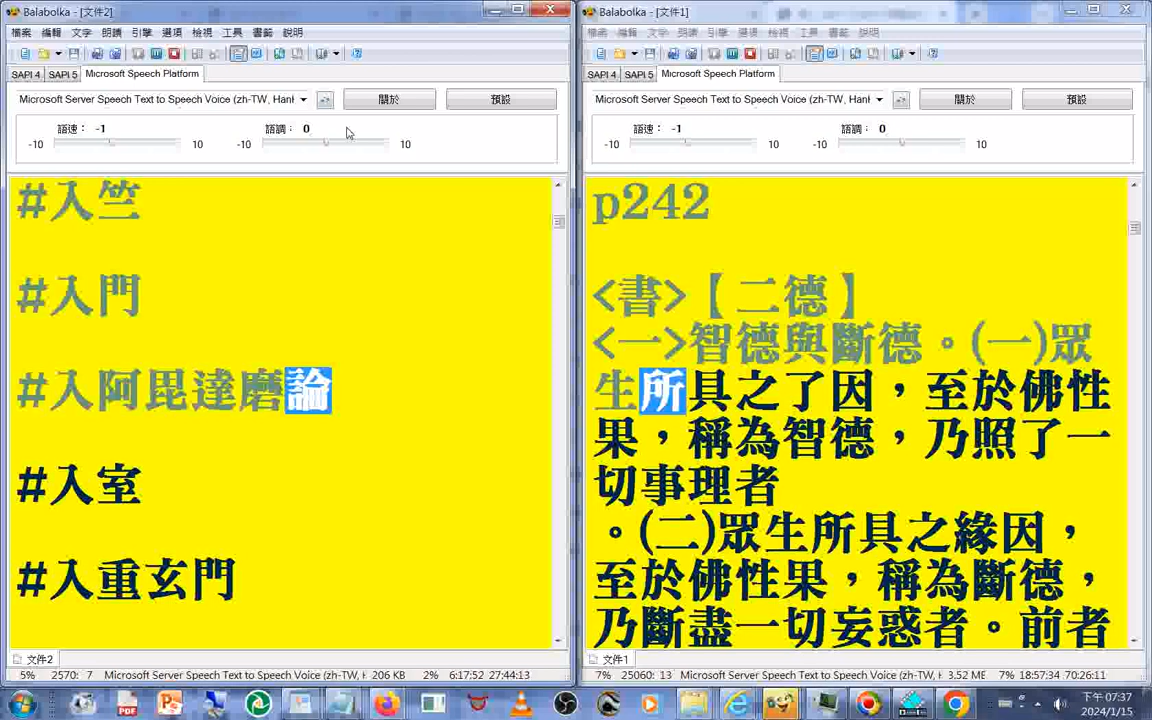 Balabolka - [文件2]
檔案 編輯 文字 朗讀 引擎 選項 檢視 工具 書籤 說明
SAPI 4 SAPI 5 Microsoft Speech Platform
Microsoft Server Speech Text to Speech Voice (zh-TW, Hanl
關於 預設
語速： -1 語調： 0
-10 10 -10 10
#入竺
#入門
#入阿毘達磨論
#入室
#入重玄門
文件2
5% 2570: 7 Microsoft Server Speech Text to Speech Voice (zh-TW, Ha 206 KB 2% 6:17:52 27:44:13
Balabolka - [文件1]
檔案 編輯 文字 朗讀 引擎 選項 檢視 工具 書籤 說明
SAPI 4 SAPI 5 Microsoft Speech Platform
Microsoft Server Speech Text to Speech Voice (zh-TW, Hanl
關於 預設
語速： -1 語調： 0
-10 10 -10 10
p242
<書>【二德】
<一>智德與斷德。(一)眾
生所具之了因，至於佛性
果，稱為智德，乃照了一
切事理者
。(二)眾生所具之緣因，
至於佛性果，稱為斷德，
乃斷盡一切妄惑者。前者
文件1
7% 25060: 13 Microsoft Server Speech Text to Speech Voice (zh-TW, Ha 3.52 ME 7% 18:57:34 70:26:11
下午 07:37
2024/1/15